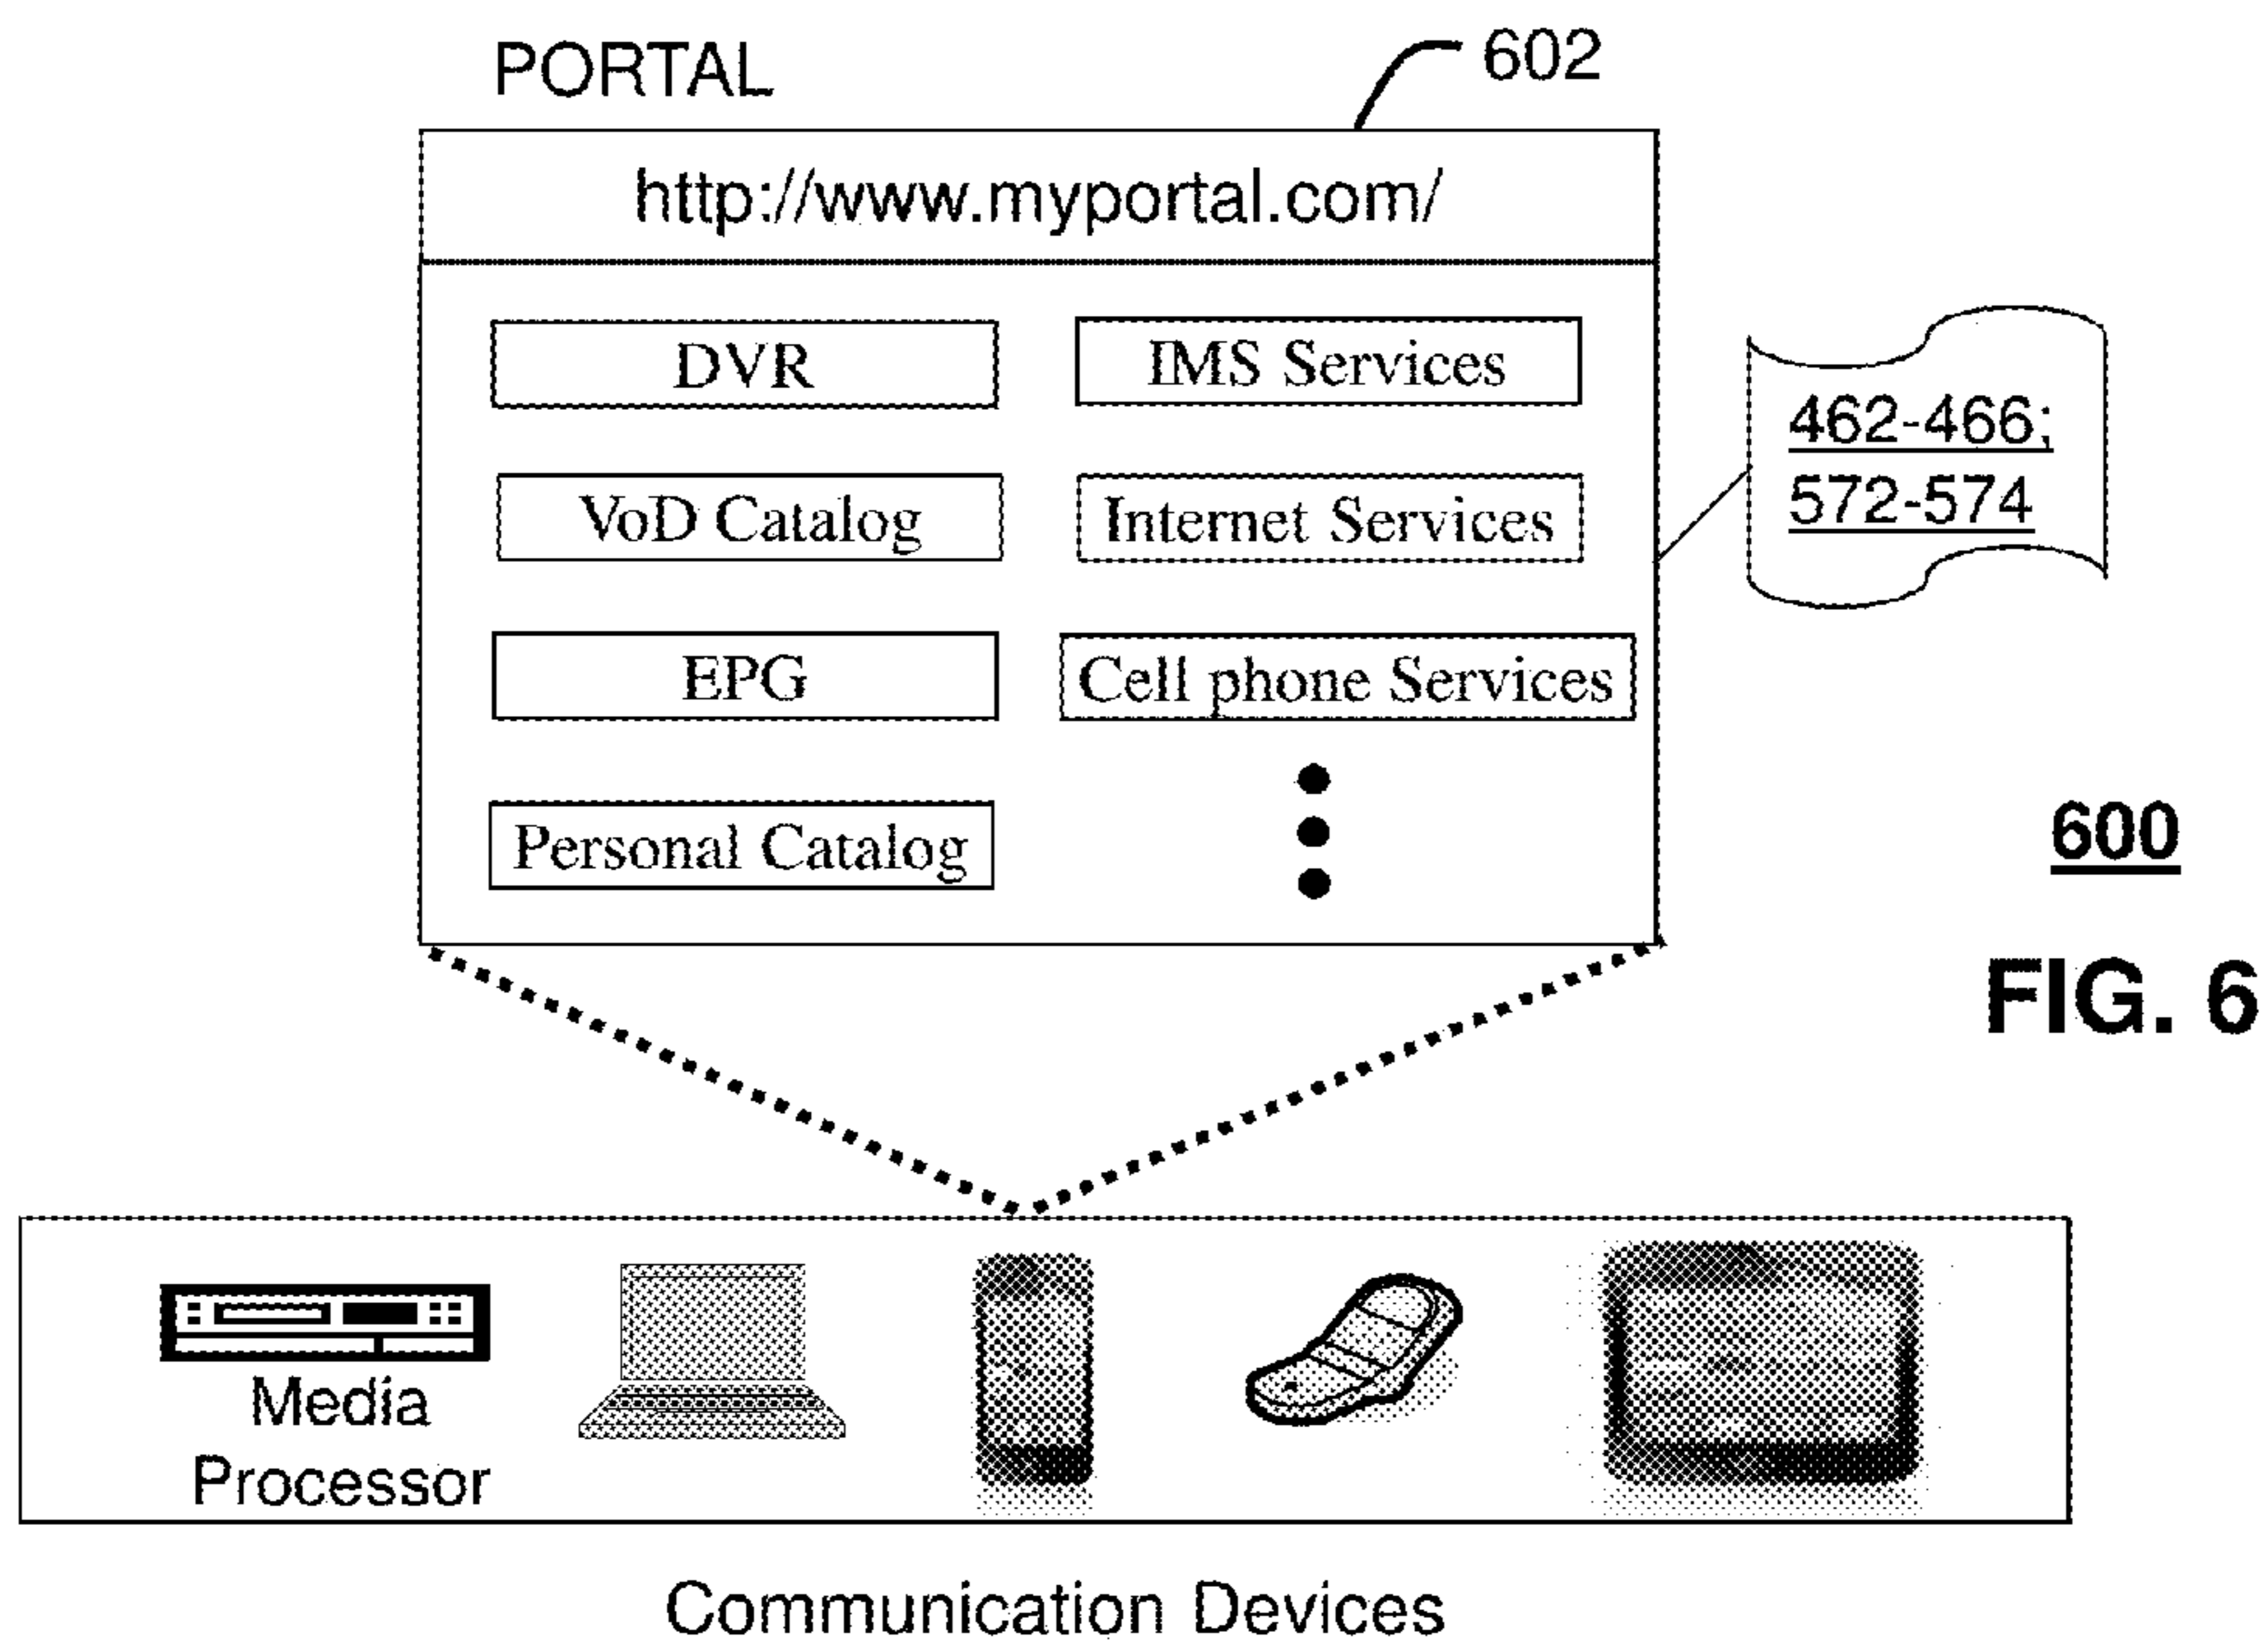 PORTAL
602
http://www.myportal.com/
DVR
IMS Services
VoD Catalog
Internet Services
EPG
Cell phone Services
Personal Catalog
462-466;
572-574
600
FIG. 6
Media
Processor
Communication Devices